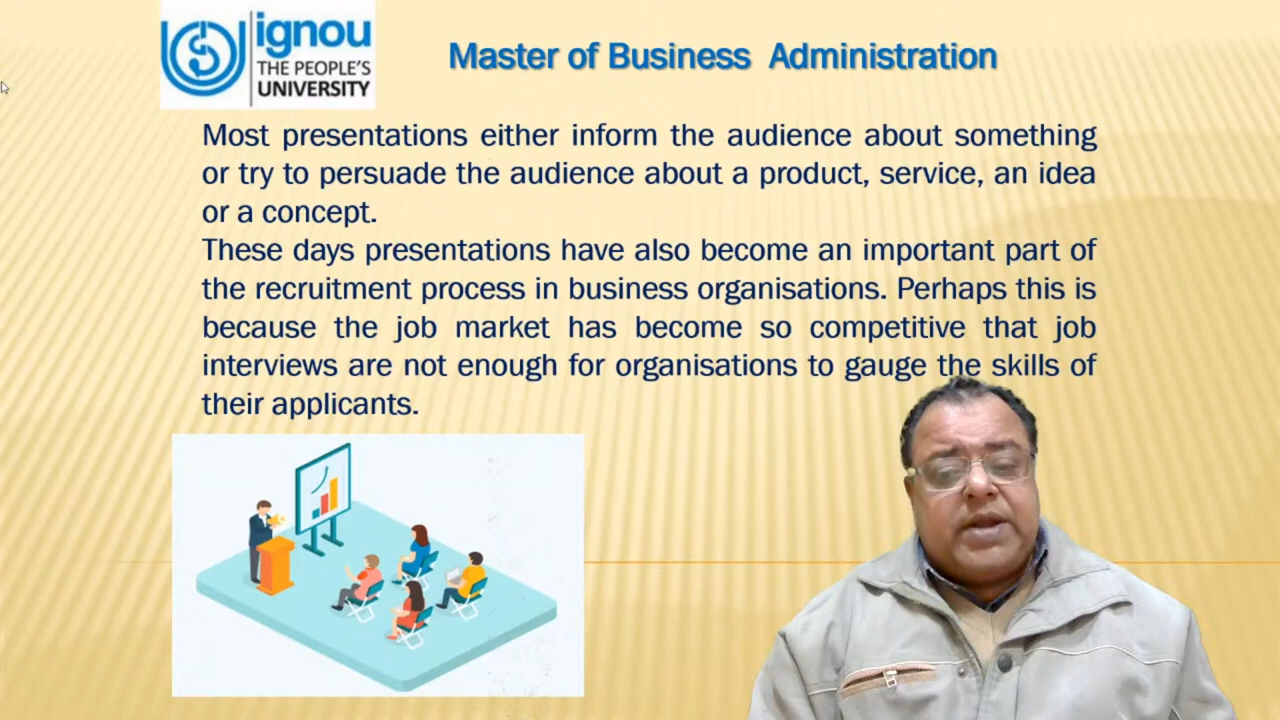 ignou
THE PEOPLE'S
UNIVERSITY
Master of Business Administration
Most presentations either inform the audience about something
or try to persuade the audience about a product, service, an idea
or a concept.
These days presentations have also become an important part of
the recruitment process in business organisations. Perhaps this is
because the job market has become so competitive that job
interviews are not enough for organisations to gauge the skills of
their applicants.